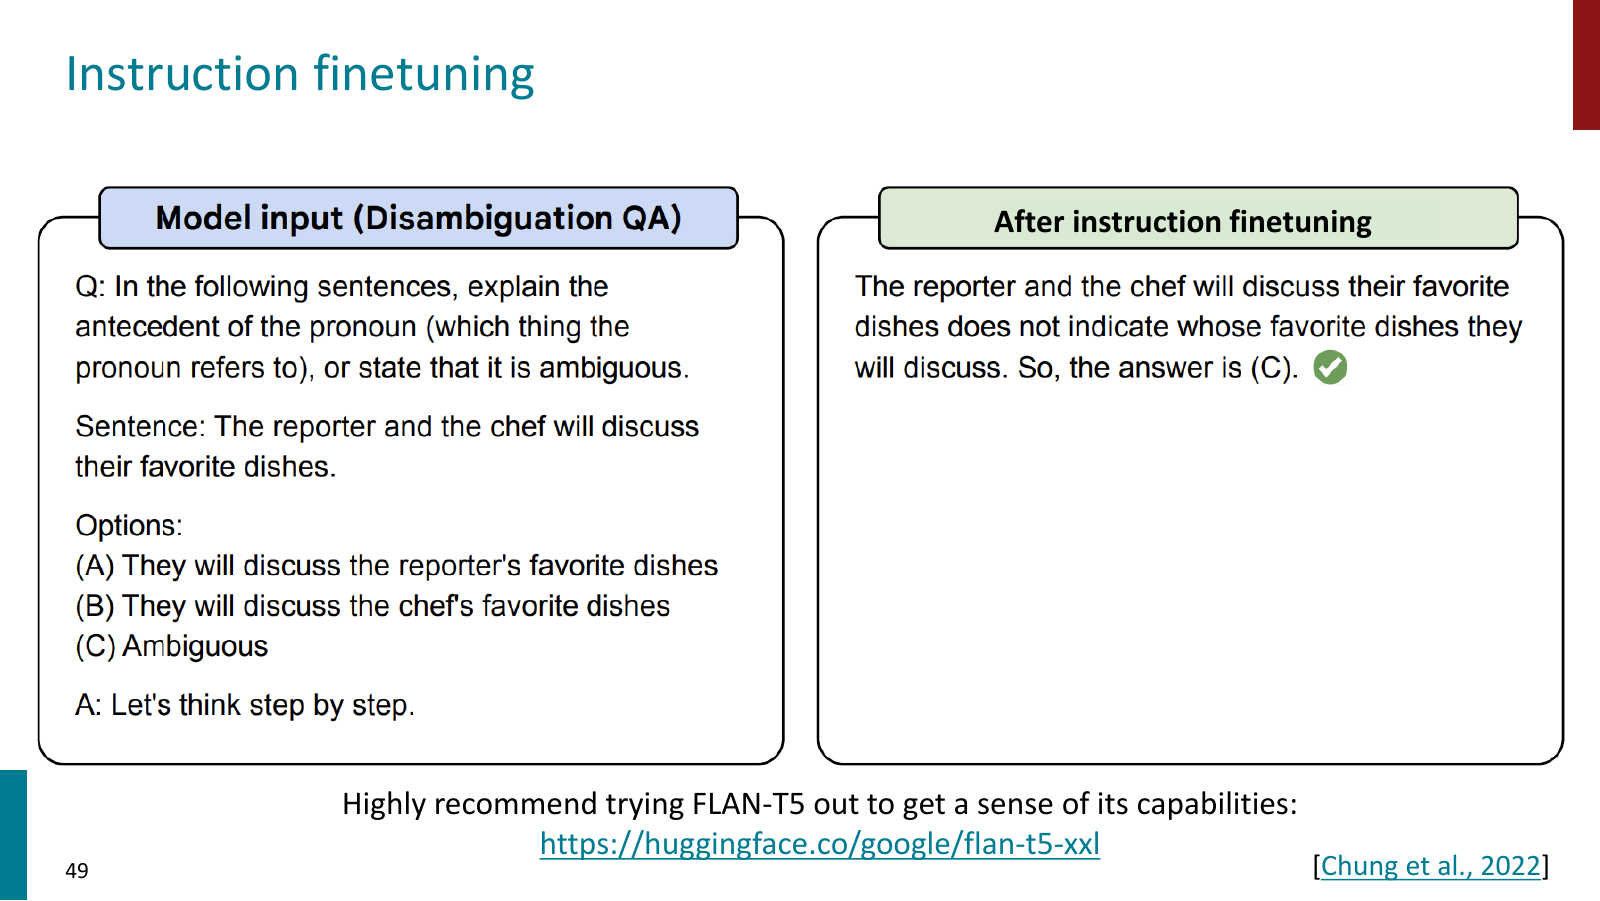 Instruction finetuning
Model input (Disambiguation QA)
Q: In the following sentences, explain the
antecedent of the pronoun (which thing the
pronoun refers to), or state that it is ambiguous.
Sentence: The reporter and the chef will discuss
their favorite dishes.
Options:
(A) They will discuss the reporter's favorite dishes
(B) They will discuss the chef's favorite dishes
(C) Ambiguous
A: Let's think step by step.
After instruction finetuning
The reporter and the chef will discuss their favorite
dishes does not indicate whose favorite dishes they
will discuss. So, the answer is (C).
Highly recommend trying FLAN-T5 out to get a sense of its capabilities:
https://huggingface.co/google/flan-t5-xxl
49
[Chung et al., 2022]